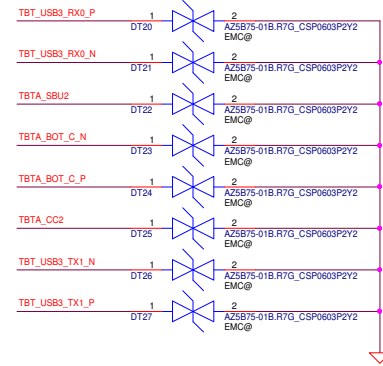 TBT_USB3_RX0_P
1 2
DT20 AZ5B75-01B.R7G_CSP0603P2Y2
EMC@
TBT_USB3_RX0_N
1 2
DT21 AZ5B75-01B.R7G_CSP0603P2Y2
EMC@
TBTA_SBU2
1 2
DT22 AZ5B75-01B.R7G_CSP0603P2Y2
EMC@
TBTA_BOT_C_N
1 2
DT23 AZ5B75-01B.R7G_CSP0603P2Y2
EMC@
TBTA_BOT_C_P
1 2
DT24 AZ5B75-01B.R7G_CSP0603P2Y2
EMC@
TBTA_CC2
1 2
DT25 AZ5B75-01B.R7G_CSP0603P2Y2
EMC@
TBT_USB3_TX1_N
1 2
DT26 AZ5B75-01B.R7G_CSP0603P2Y2
EMC@
TBT_USB3_TX1_P
1 2
DT27 AZ5B75-01B.R7G_CSP0603P2Y2
EMC@